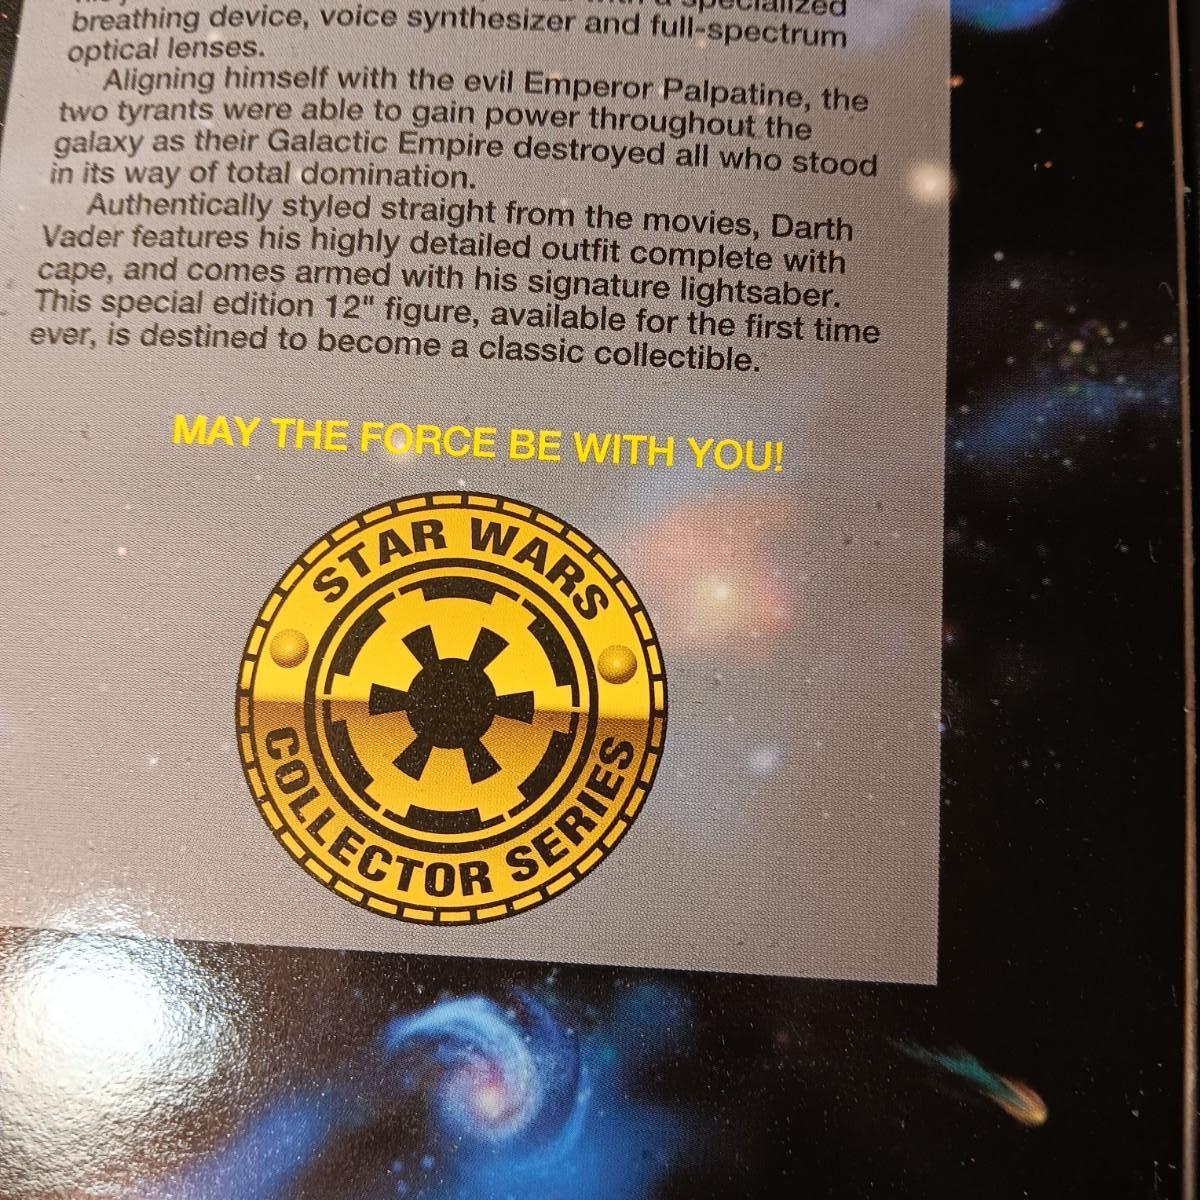 specialized
breathing device, voice synthesizer and full-spectrum
optical lenses.
Aligning himself with the evil Emperor Palpatine, the
two tyrants were able to gain power throughout the
galaxy as their Galactic Empire destroyed all who stood
in its way of total domination.
Authentically styled straight from the movies, Darth
Vader features his highly detailed outfit complete with
cape, and comes armed with his signature lightsaber.
This special edition 12" figure, available for the first time
ever, is destined to become a classic collectible.
MAY THE FORCE BE WITH YOU!
STAR WARS
COLLECTOR SERIES